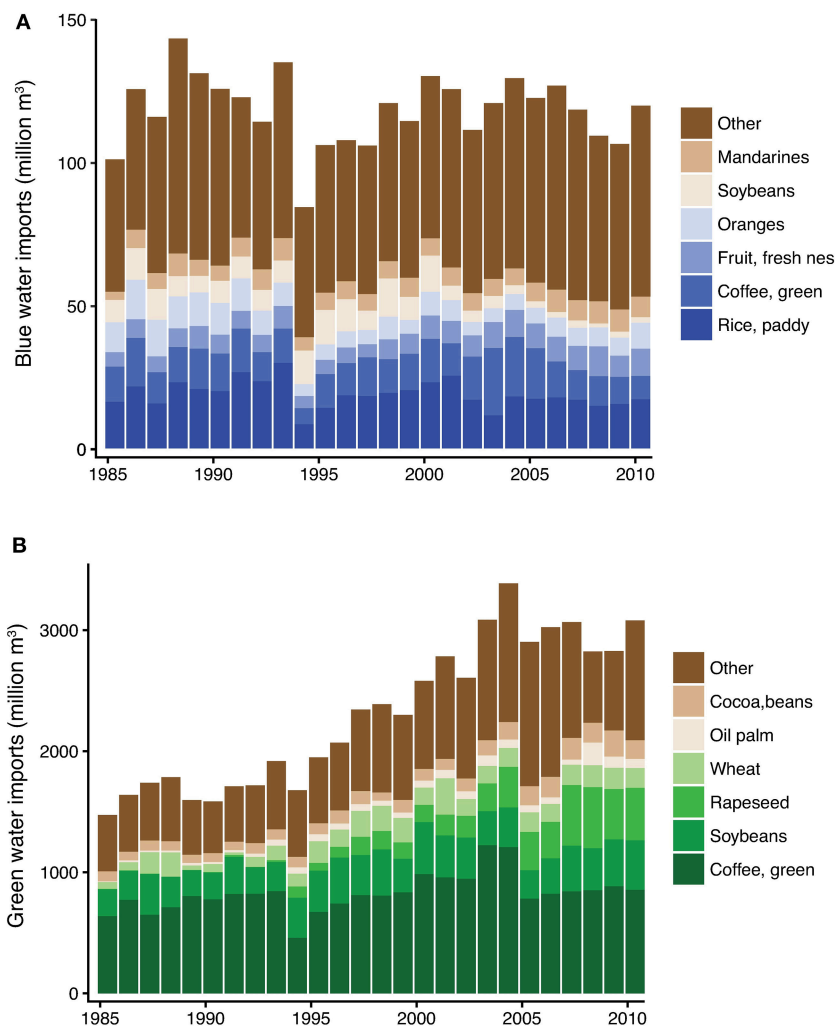 A
Blue water imports (million m³)
150
100
50
0
1985
1990
1995
2000
2005
2010
Other
Mandarines
Soybeans
Oranges
Fruit, fresh nes
Coffee, green
Rice, paddy
B
Green water imports (million m³)
3000
2000
1000
0
1985
1990
1995
2000
2005
2010
Other
Cocoa,beans
Oil palm
Wheat
Rapeseed
Soybeans
Coffee, green